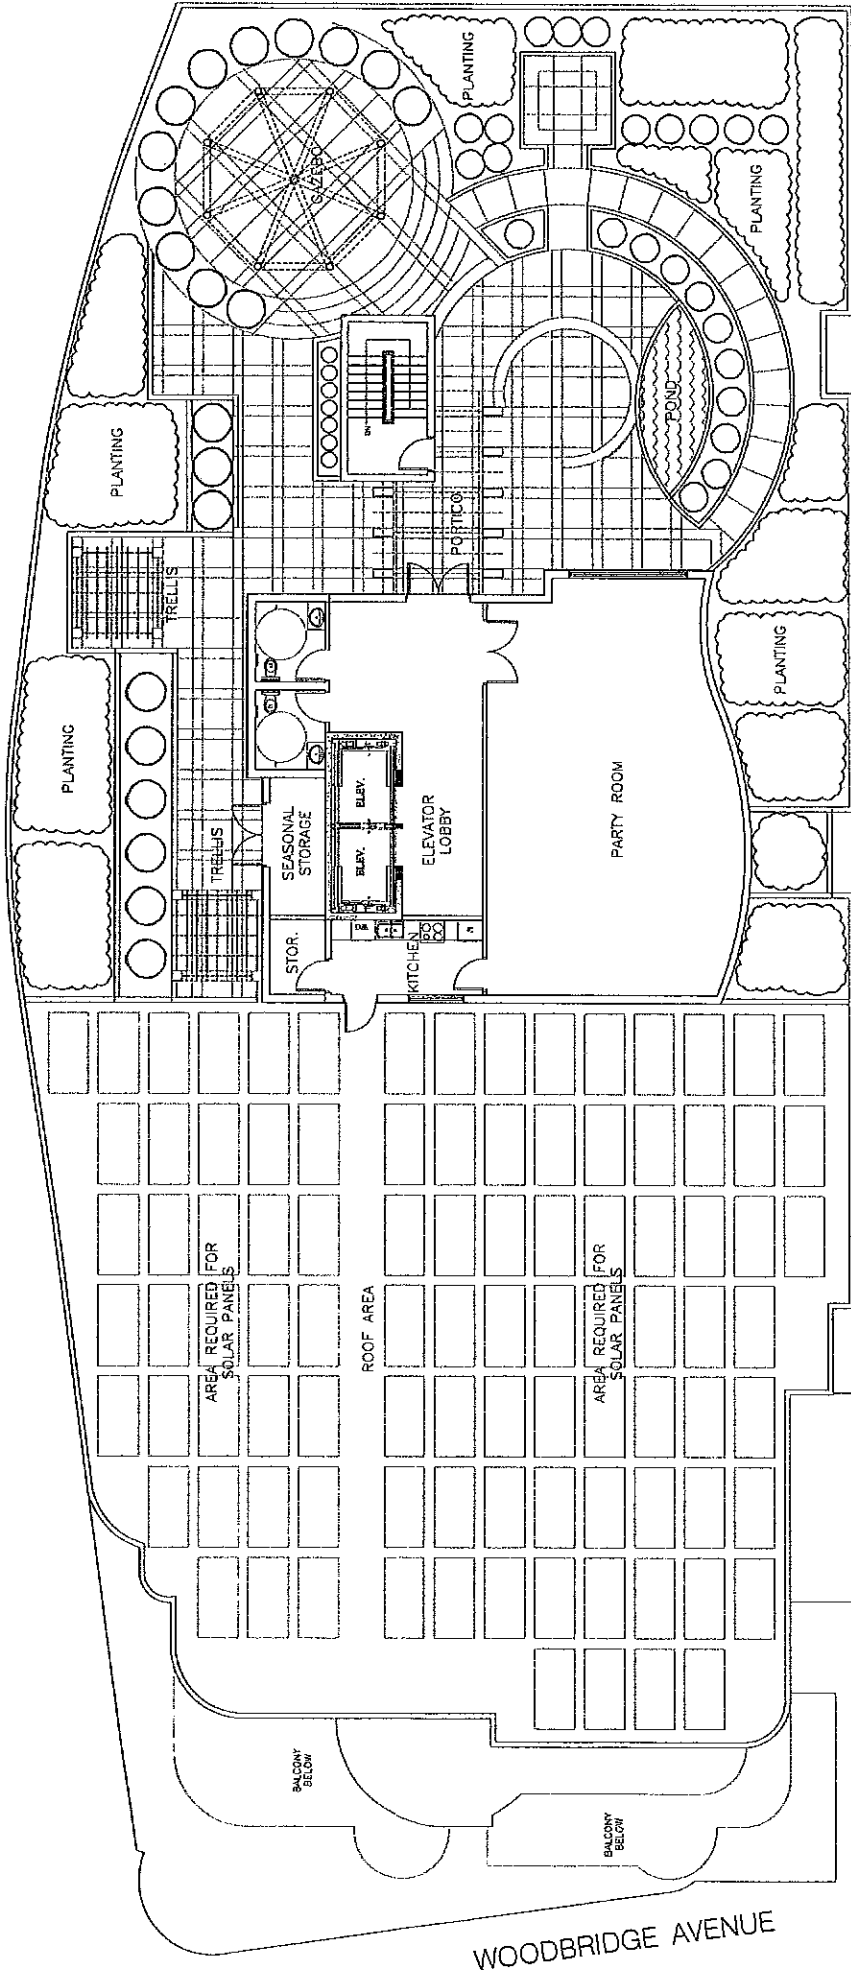 PLANTING
GAZEBO
PLANTING
PLANTING
DN
POND
PORTICO
TRELLIS
PLANTING
PLANTING
TRELLIS
SEASONAL
STORAGE
ELEV.
ELEV.
ELEVATOR
LOBBY
PARTY ROOM
STOR.
KITCHEN
AREA REQUIRED FOR
SOLAR PANELS
ROOF AREA
AREA REQUIRED FOR
SOLAR PANELS
BALCONY
BELOW
BALCONY
BELOW
WOODBRIDGE AVENUE